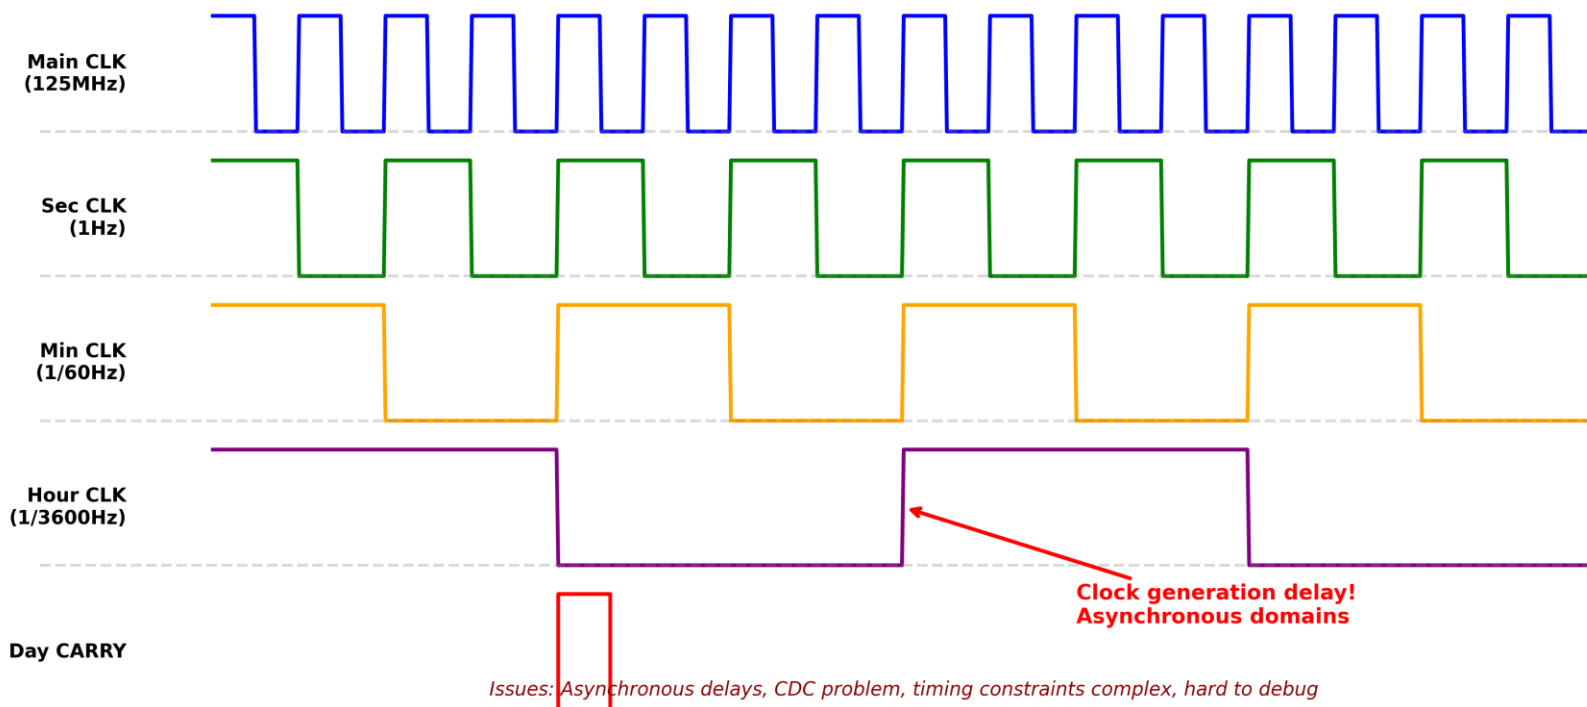 Main CLK
(125MHz)
Sec CLK
(1Hz)
Min CLK
(1/60Hz)
Hour CLK
(1/3600Hz)
Clock generation delay!
Asynchronous domains
Day CARRY
Issues: Asynchronous delays, CDC problem, timing constraints complex, hard to debug